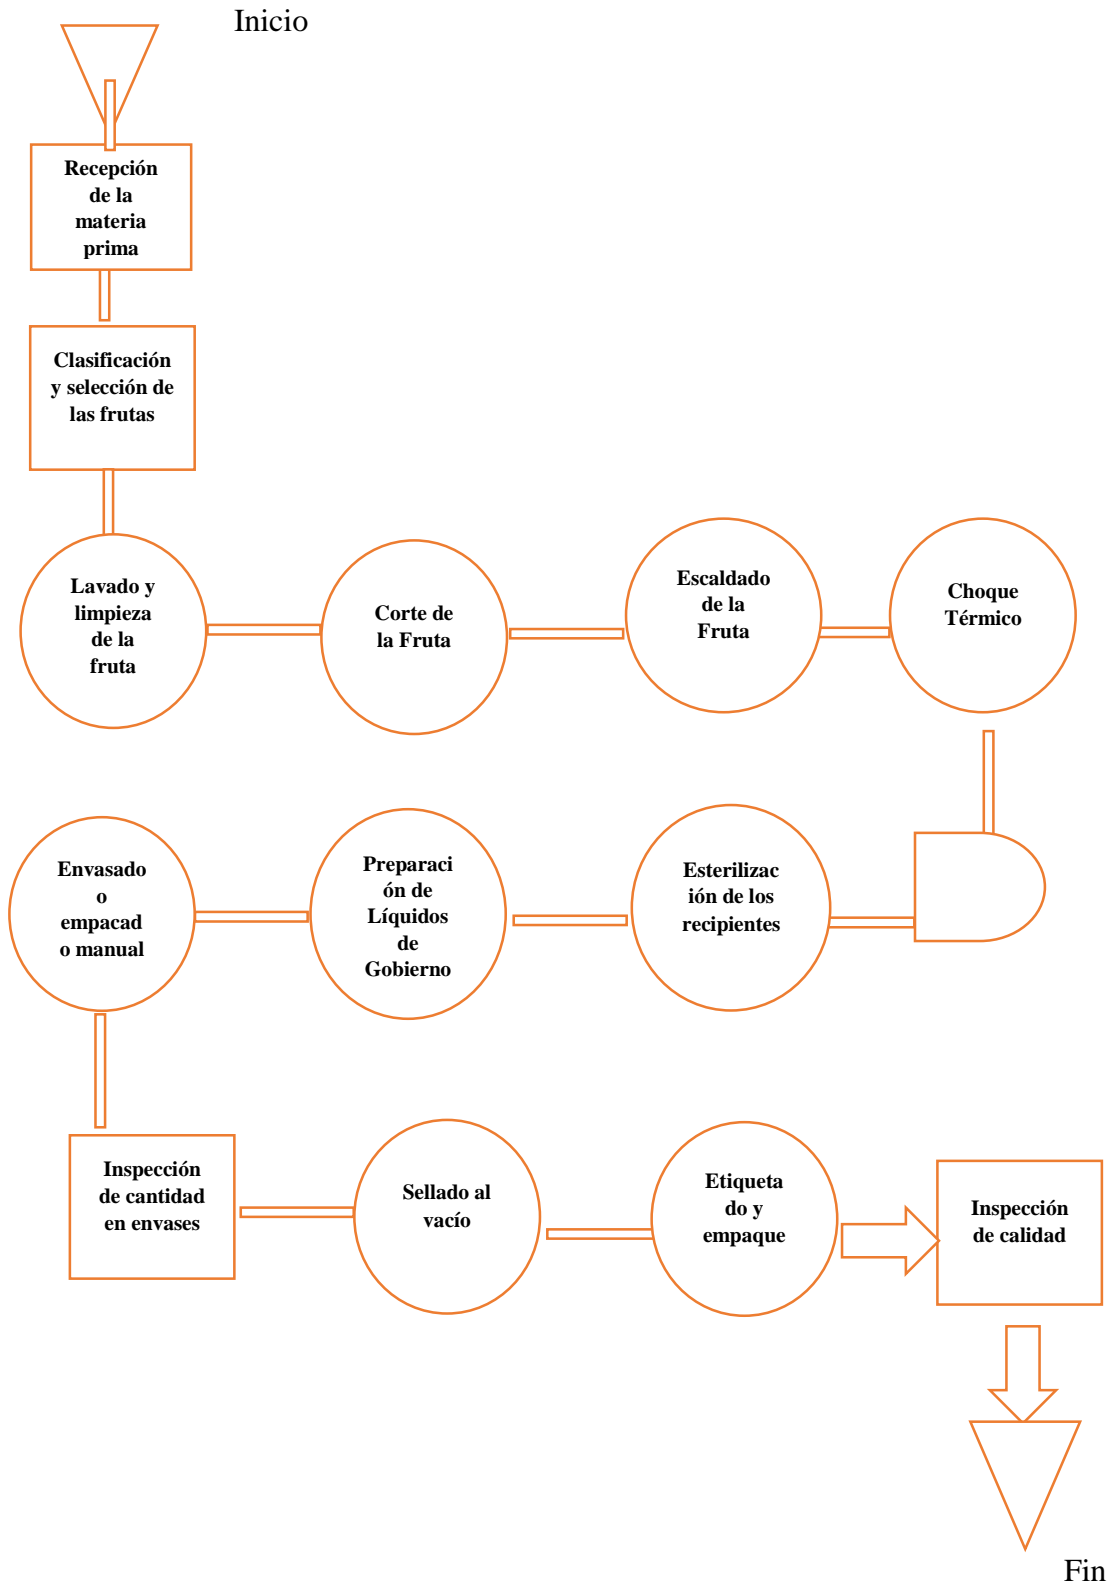 Inicio
Recepción
de la
materia
prima
Clasificación
y selección de
las frutas
Lavado y
limpieza
de la
fruta
Corte de
la Fruta
Escaldado
de la
Fruta
Choque
Térmico
Envasado
o
empacad
o manual
Preparaci
ón de
Líquidos
de
Gobierno
Esterilizac
ión de los
recipientes
Inspección
de cantidad
en envases
Sellado al
vacío
Etiqueta
do y
empaque
Inspección
de calidad
Fin